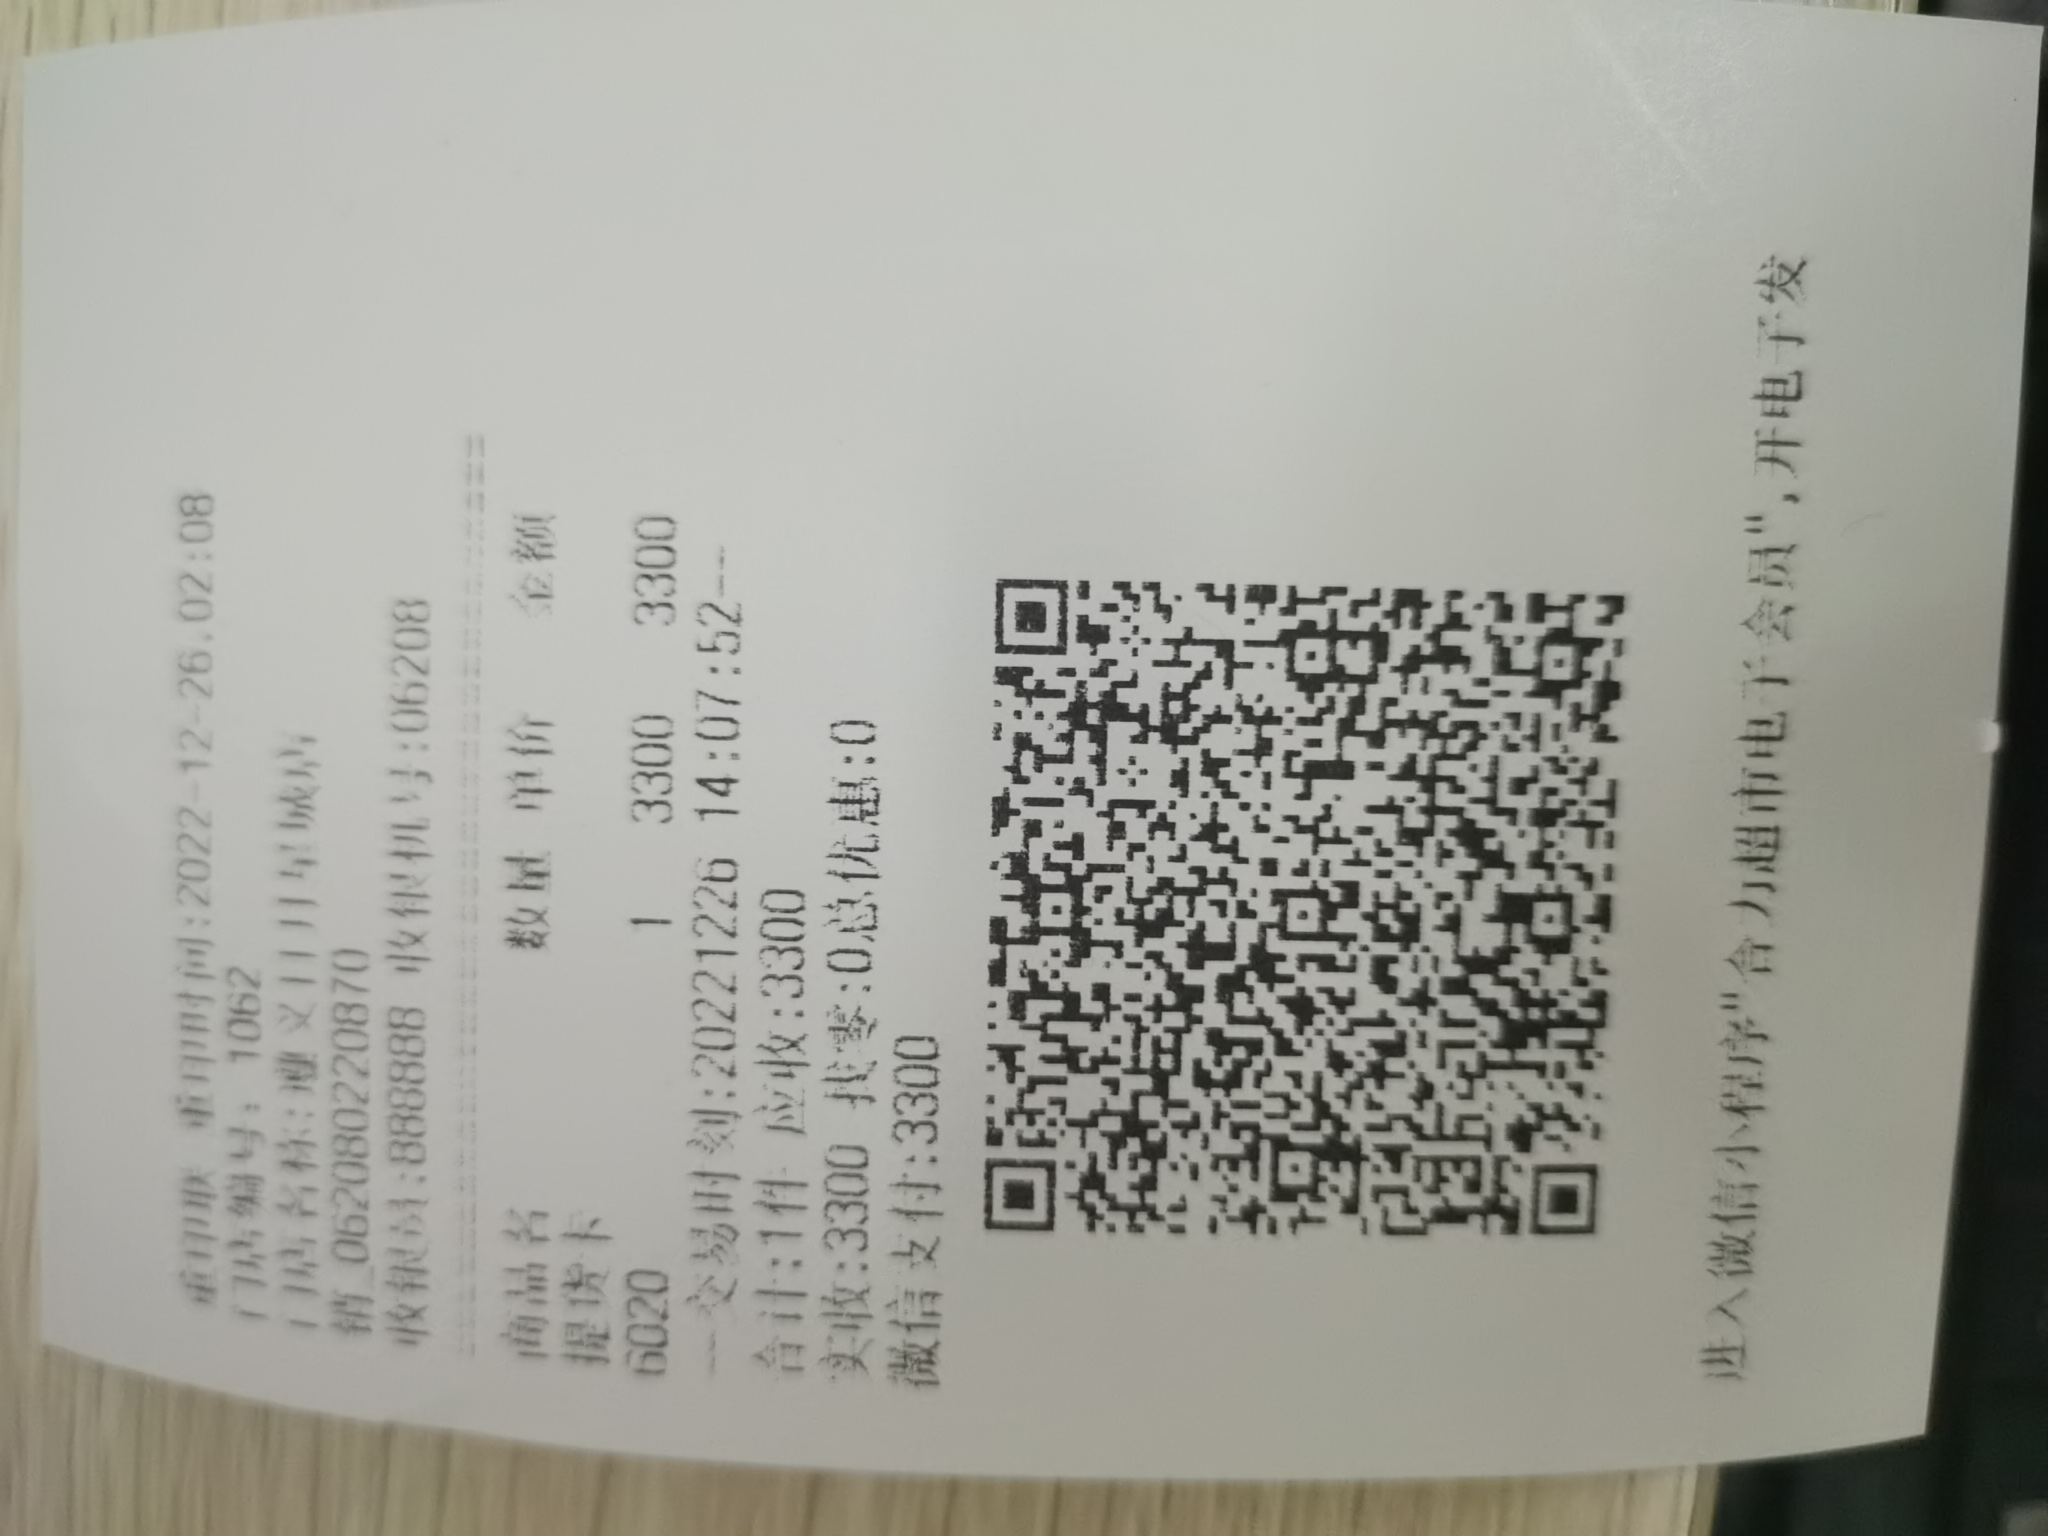 重印联 重印时间:2022-12-26.02:08
门店编号: 1062
门店名称:遵义日月星城店
销_0620802208​70
收银员:888888 收银机号:06208
商品名 数量 单价 金额
提货卡
6020 1 3300 3300
--交易时刻:20221226 14:07:52--
合计:1件 应收:3300
实收:3300 找零:0总优惠:0
微信支付:3300
进入微信小程序"合力超市电子会员",开电子发